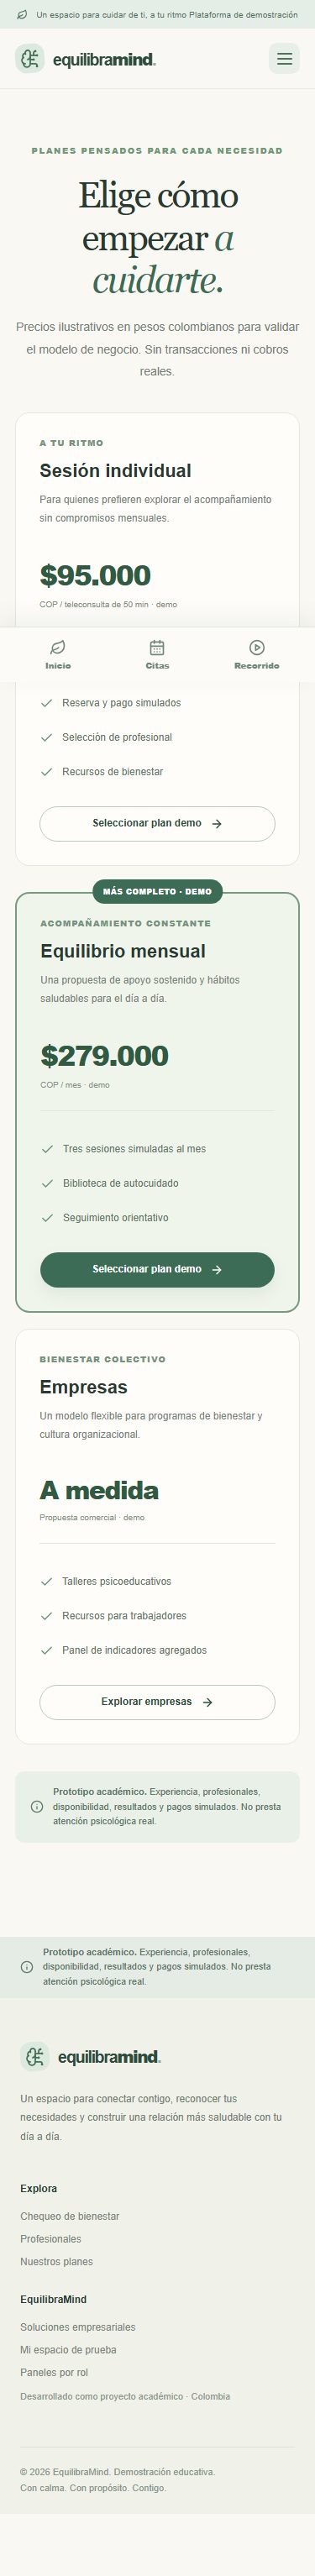 Un espacio para cuidar de ti, a tu ritmo Plataforma de demostración
equilibramind.
PLANES PENSADOS PARA CADA NECESIDAD
Elige cómo
empezar a
cuidarte.
Precios ilustrativos en pesos colombianos para validar
el modelo de negocio. Sin transacciones ni cobros
reales.
A TU RITMO
Sesión individual
Para quienes prefieren explorar el acompañamiento
sin compromisos mensuales.
$95.000
COP / teleconsulta de 50 min · demo
Inicio Citas Recorrido
Reserva y pago simulados
Selección de profesional
Recursos de bienestar
Seleccionar plan demo
MÁS COMPLETO · DEMO
ACOMPAÑAMIENTO CONSTANTE
Equilibrio mensual
Una propuesta de apoyo sostenido y hábitos
saludables para el día a día.
$279.000
COP / mes · demo
Tres sesiones simuladas al mes
Biblioteca de autocuidado
Seguimiento orientativo
Seleccionar plan demo
BIENESTAR COLECTIVO
Empresas
Un modelo flexible para programas de bienestar y
cultura organizacional.
A medida
Propuesta comercial · demo
Talleres psicoeducativos
Recursos para trabajadores
Panel de indicadores agregados
Explorar empresas
Prototipo académico. Experiencia, profesionales,
disponibilidad, resultados y pagos simulados. No presta
atención psicológica real.
Prototipo académico. Experiencia, profesionales,
disponibilidad, resultados y pagos simulados. No presta
atención psicológica real.
equilibramind.
Un espacio para conectar contigo, reconocer tus
necesidades y construir una relación más saludable con tu
día a día.
Explora
Chequeo de bienestar
Profesionales
Nuestros planes
EquilibraMind
Soluciones empresariales
Mi espacio de prueba
Paneles por rol
Desarrollado como proyecto académico · Colombia
© 2026 EquilibraMind. Demostración educativa.
Con calma. Con propósito. Contigo.